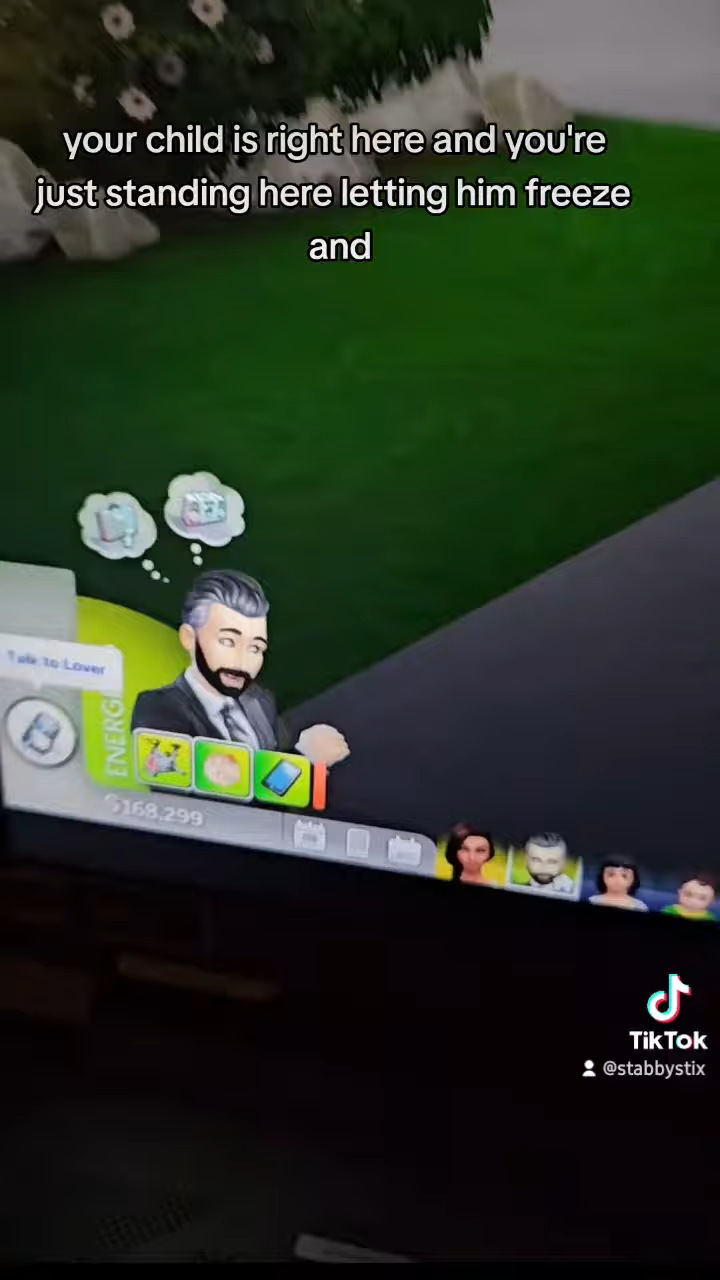 your child is right here and you're
just standing here letting him freeze
and
Talk to Lover
ENERG
$168,299
TikTok
@stabbystix